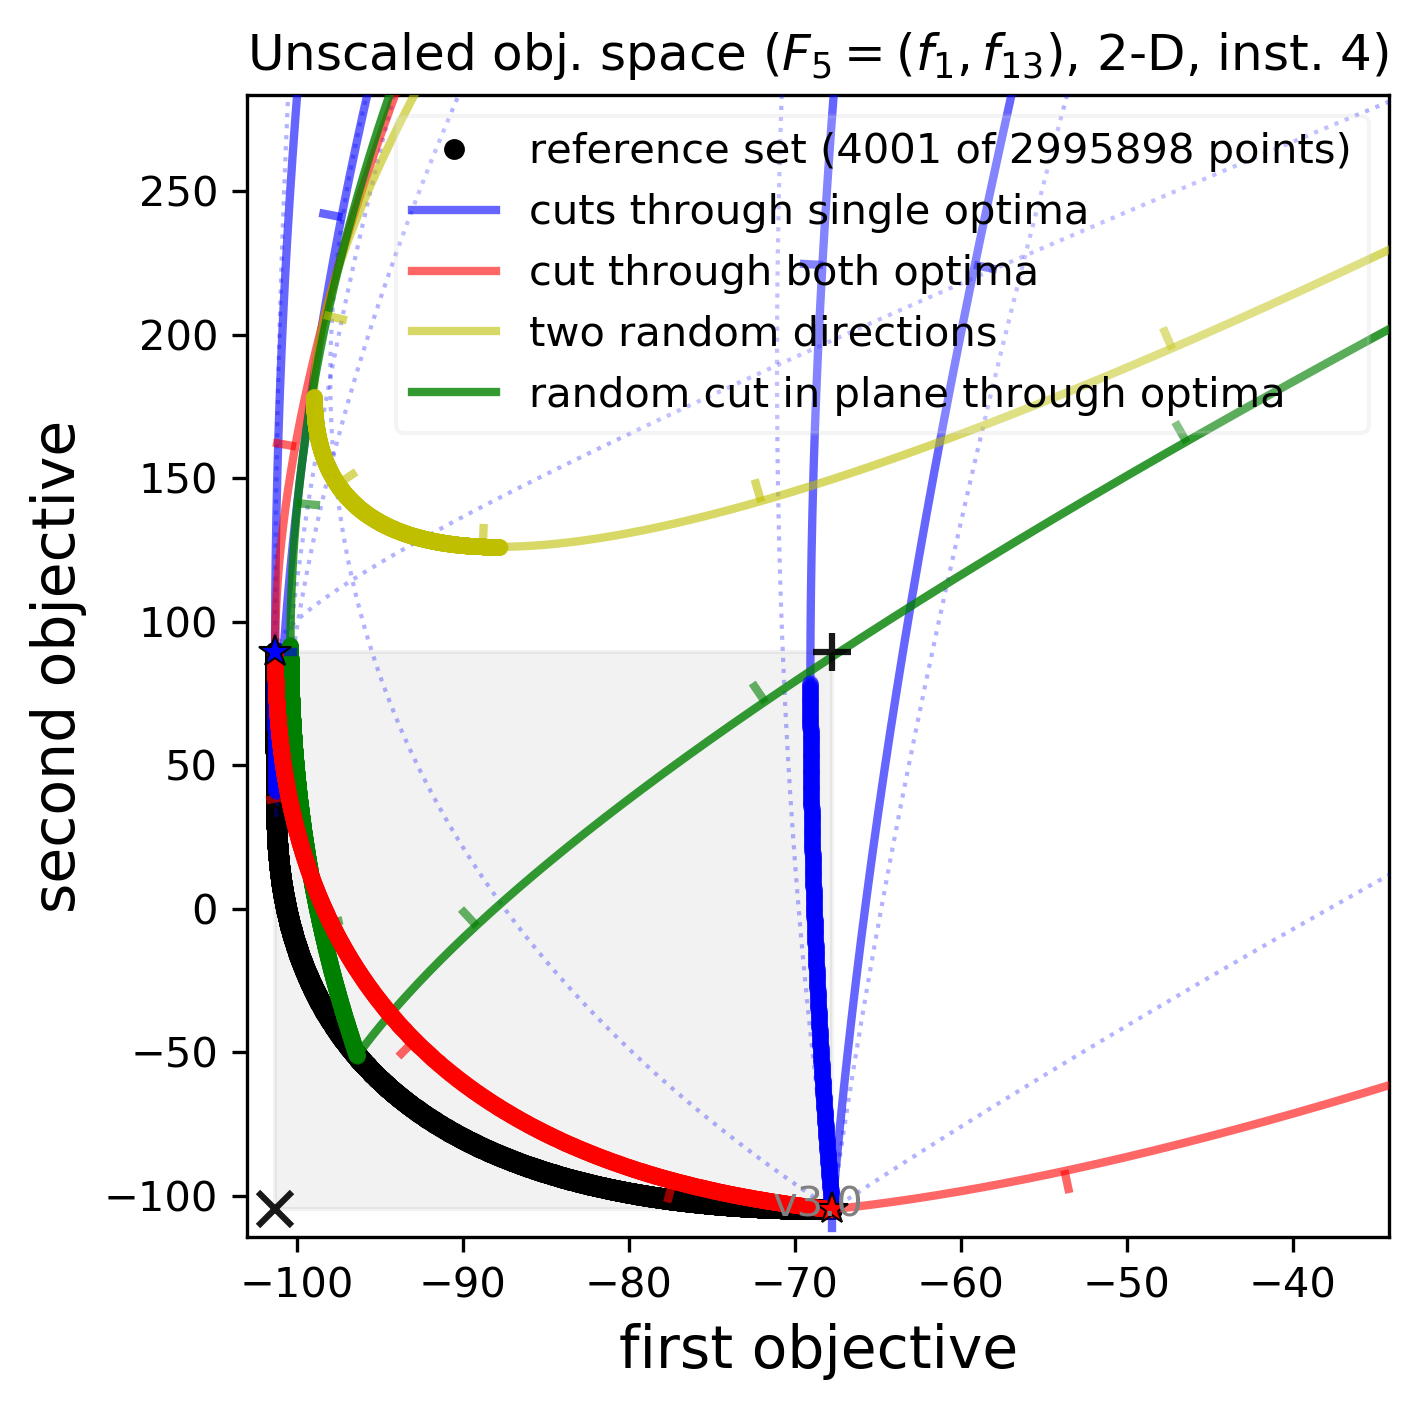 Unscaled obj. space (F₅ = (f₁, f₁₃), 2-D, inst. 4)
reference set (4001 of 2995898 points)
cuts through single optima
cut through both optima
two random directions
random cut in plane through optima
second objective
250
200
150
100
50
0
−50
−100
v3.0
−100 −90 −80 −70 −60 −50 −40
first objective